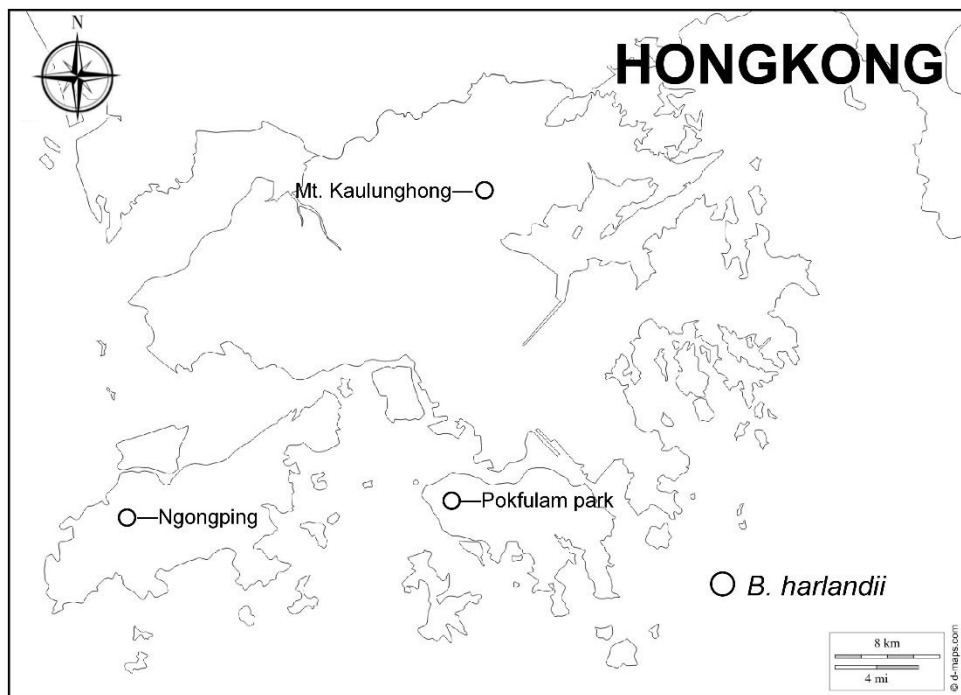 N
HONGKONG
Mt. Kaulunghong
Ngongping
Pokfulam park
B. harlandii
8 km
4 mi
© d-maps.com